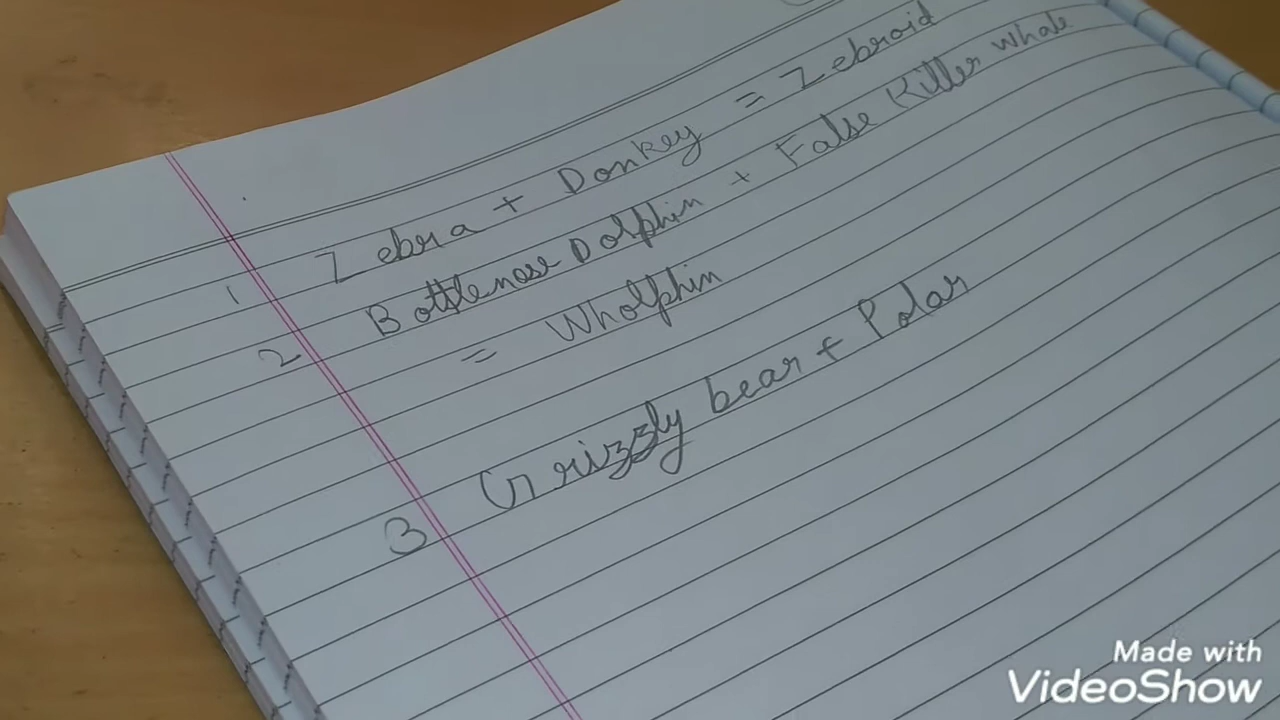 1 Zebra + Donkey = Zebroid
2 Bottlenose Dolphin + False Killer Whale
= Wholphin
3 Grizzly bear + Polar
Made with
VideoShow